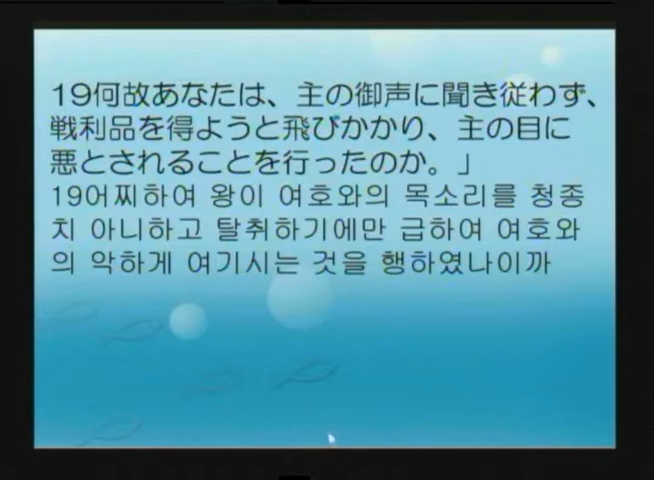 19何故あなたは、主の御声に聞き従わず、
戦利品を得ようと飛びかかり、主の目に
悪とされることを行ったのか。」
19어찌하여 왕이 여호와의 목소리를 청종
치 아니하고 탈취하기에만 급하여 여호와
의 악하게 여기시는 것을 행하였나이까